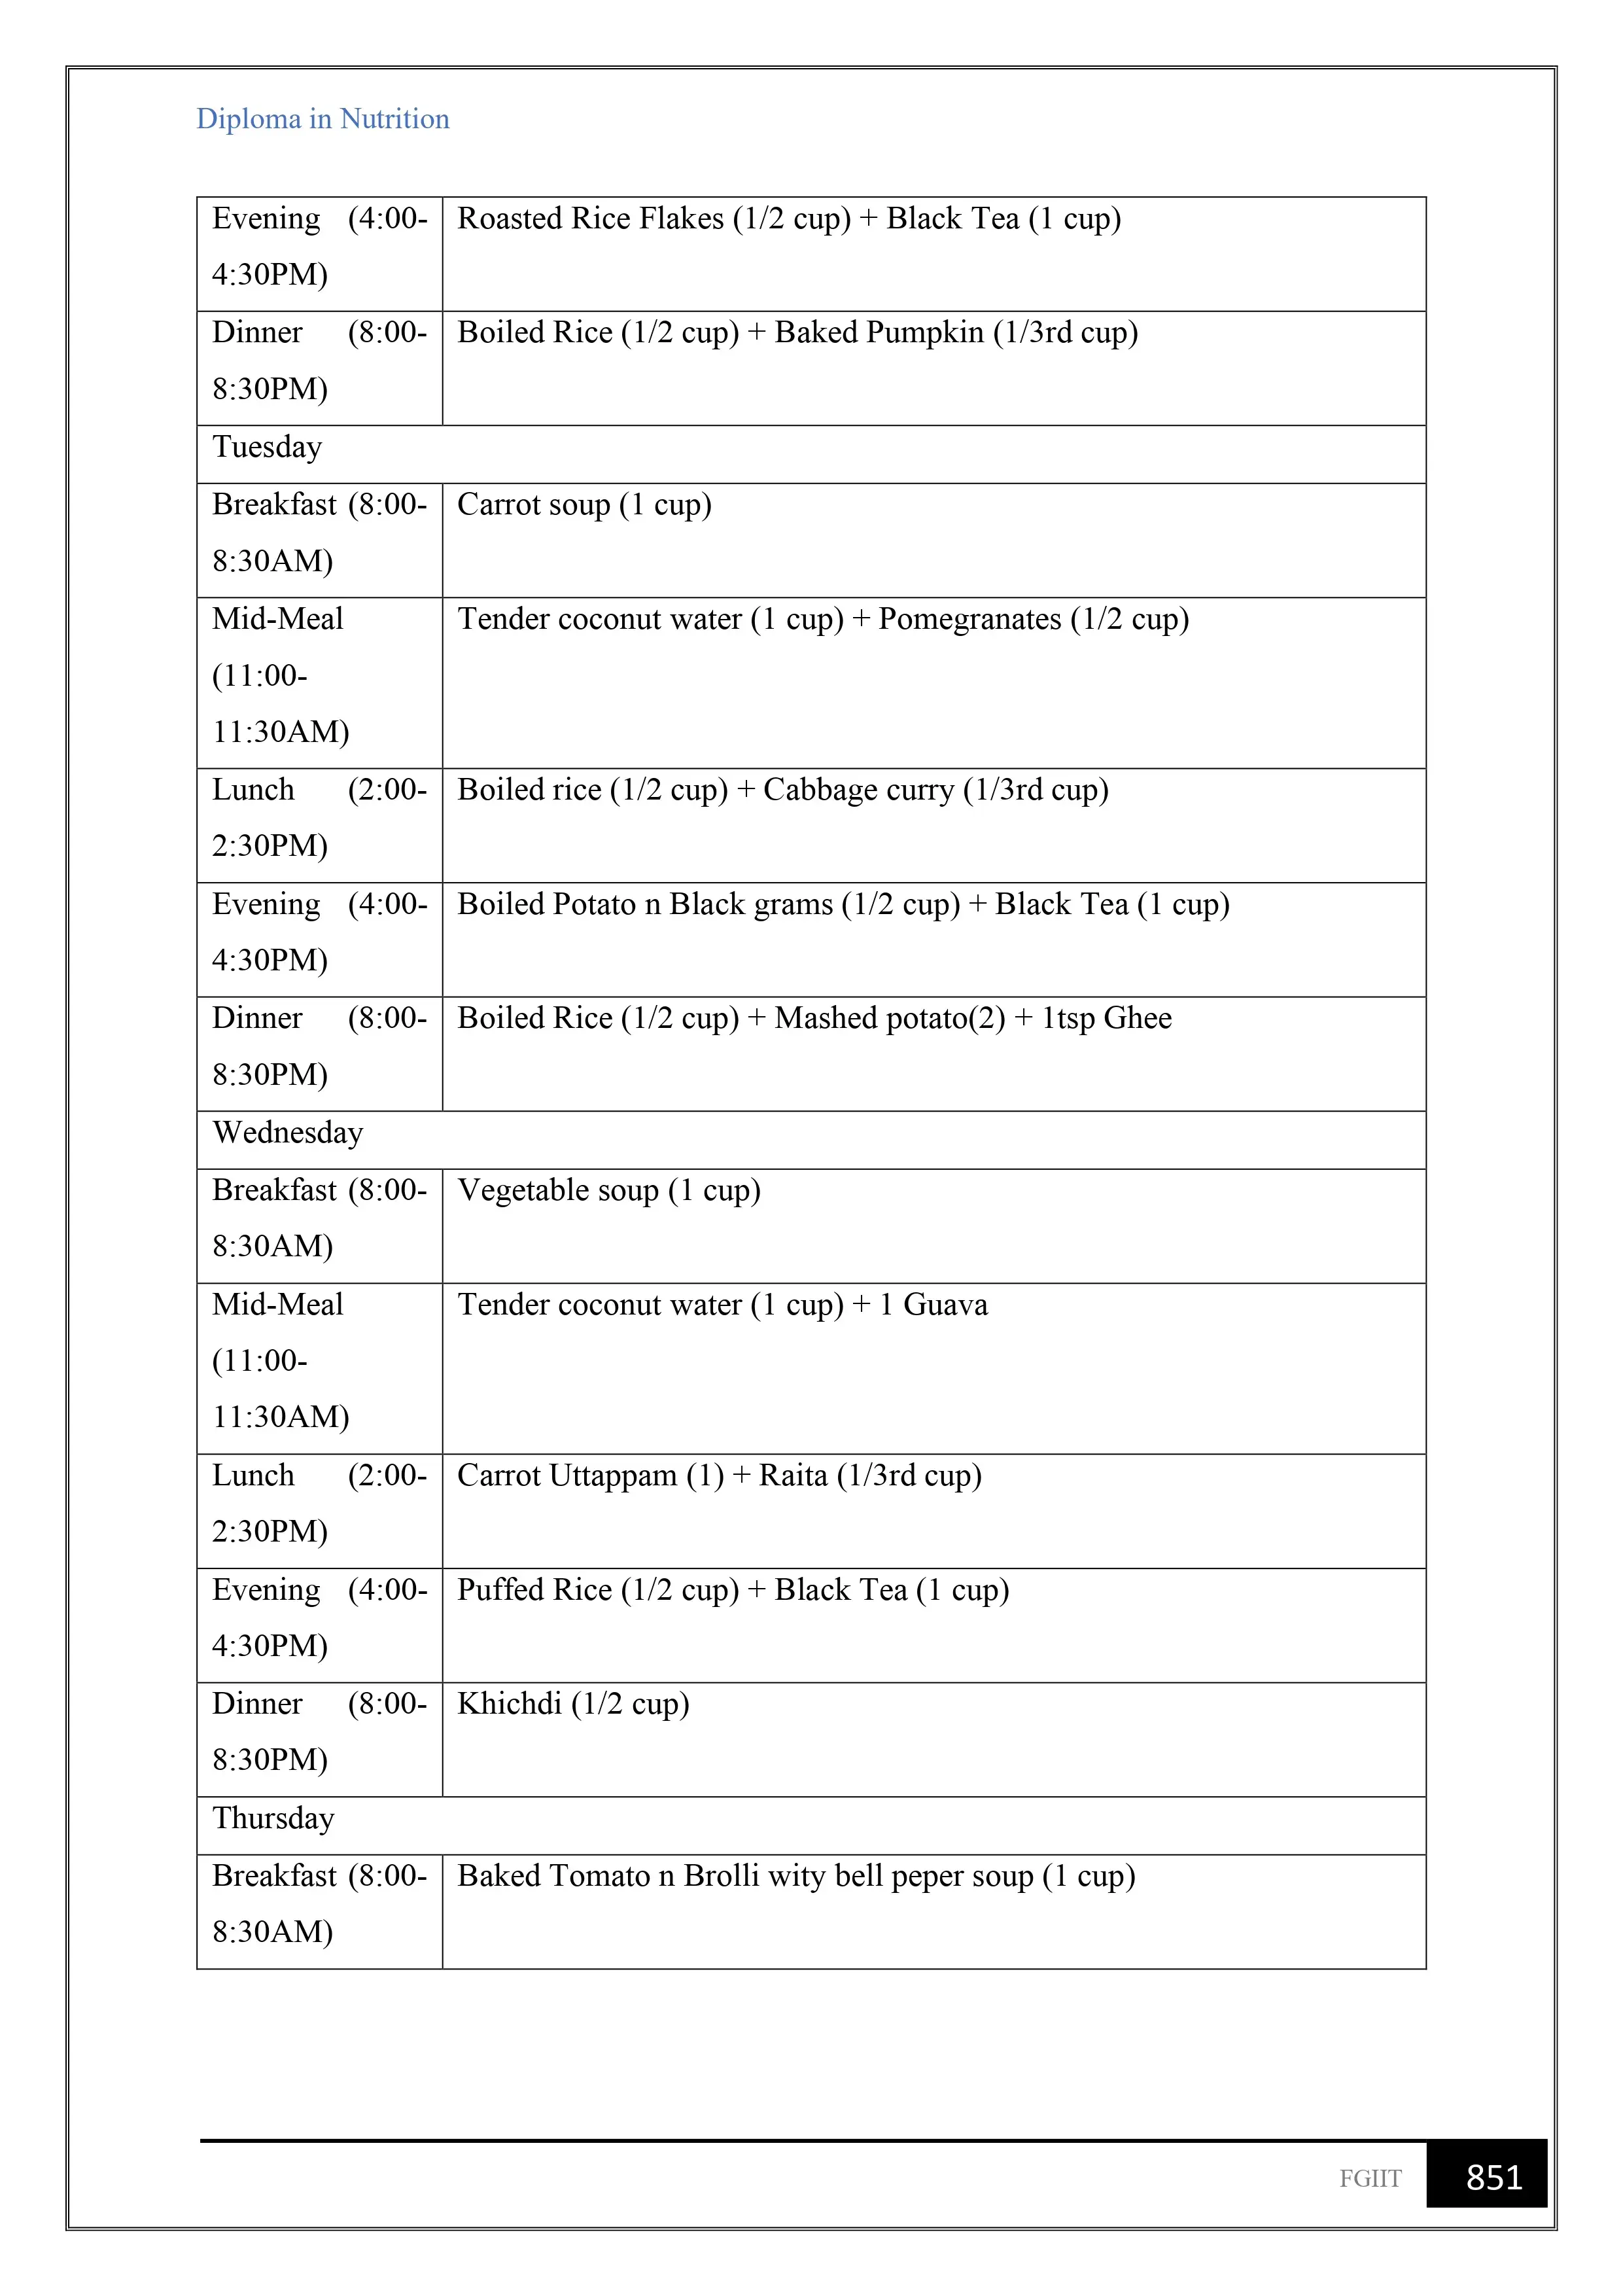 Diploma in Nutrition
Evening (4:00-
4:30PM)
Roasted Rice Flakes (1/2 cup) + Black Tea (1 cup)
Dinner (8:00-
8:30PM)
Boiled Rice (1/2 cup) + Baked Pumpkin (1/3rd cup)
Tuesday
Breakfast (8:00-
8:30AM)
Carrot soup (1 cup)
Mid-Meal
(11:00-
11:30AM)
Tender coconut water (1 cup) + Pomegranates (1/2 cup)
Lunch (2:00-
2:30PM)
Boiled rice (1/2 cup) + Cabbage curry (1/3rd cup)
Evening (4:00-
4:30PM)
Boiled Potato n Black grams (1/2 cup) + Black Tea (1 cup)
Dinner (8:00-
8:30PM)
Boiled Rice (1/2 cup) + Mashed potato(2) + 1tsp Ghee
Wednesday
Breakfast (8:00-
8:30AM)
Vegetable soup (1 cup)
Mid-Meal
(11:00-
11:30AM)
Tender coconut water (1 cup) + 1 Guava
Lunch (2:00-
2:30PM)
Carrot Uttappam (1) + Raita (1/3rd cup)
Evening (4:00-
4:30PM)
Puffed Rice (1/2 cup) + Black Tea (1 cup)
Dinner (8:00-
8:30PM)
Khichdi (1/2 cup)
Thursday
Breakfast (8:00-
8:30AM)
Baked Tomato n Brolli wity bell peper soup (1 cup)
FGIIT 851